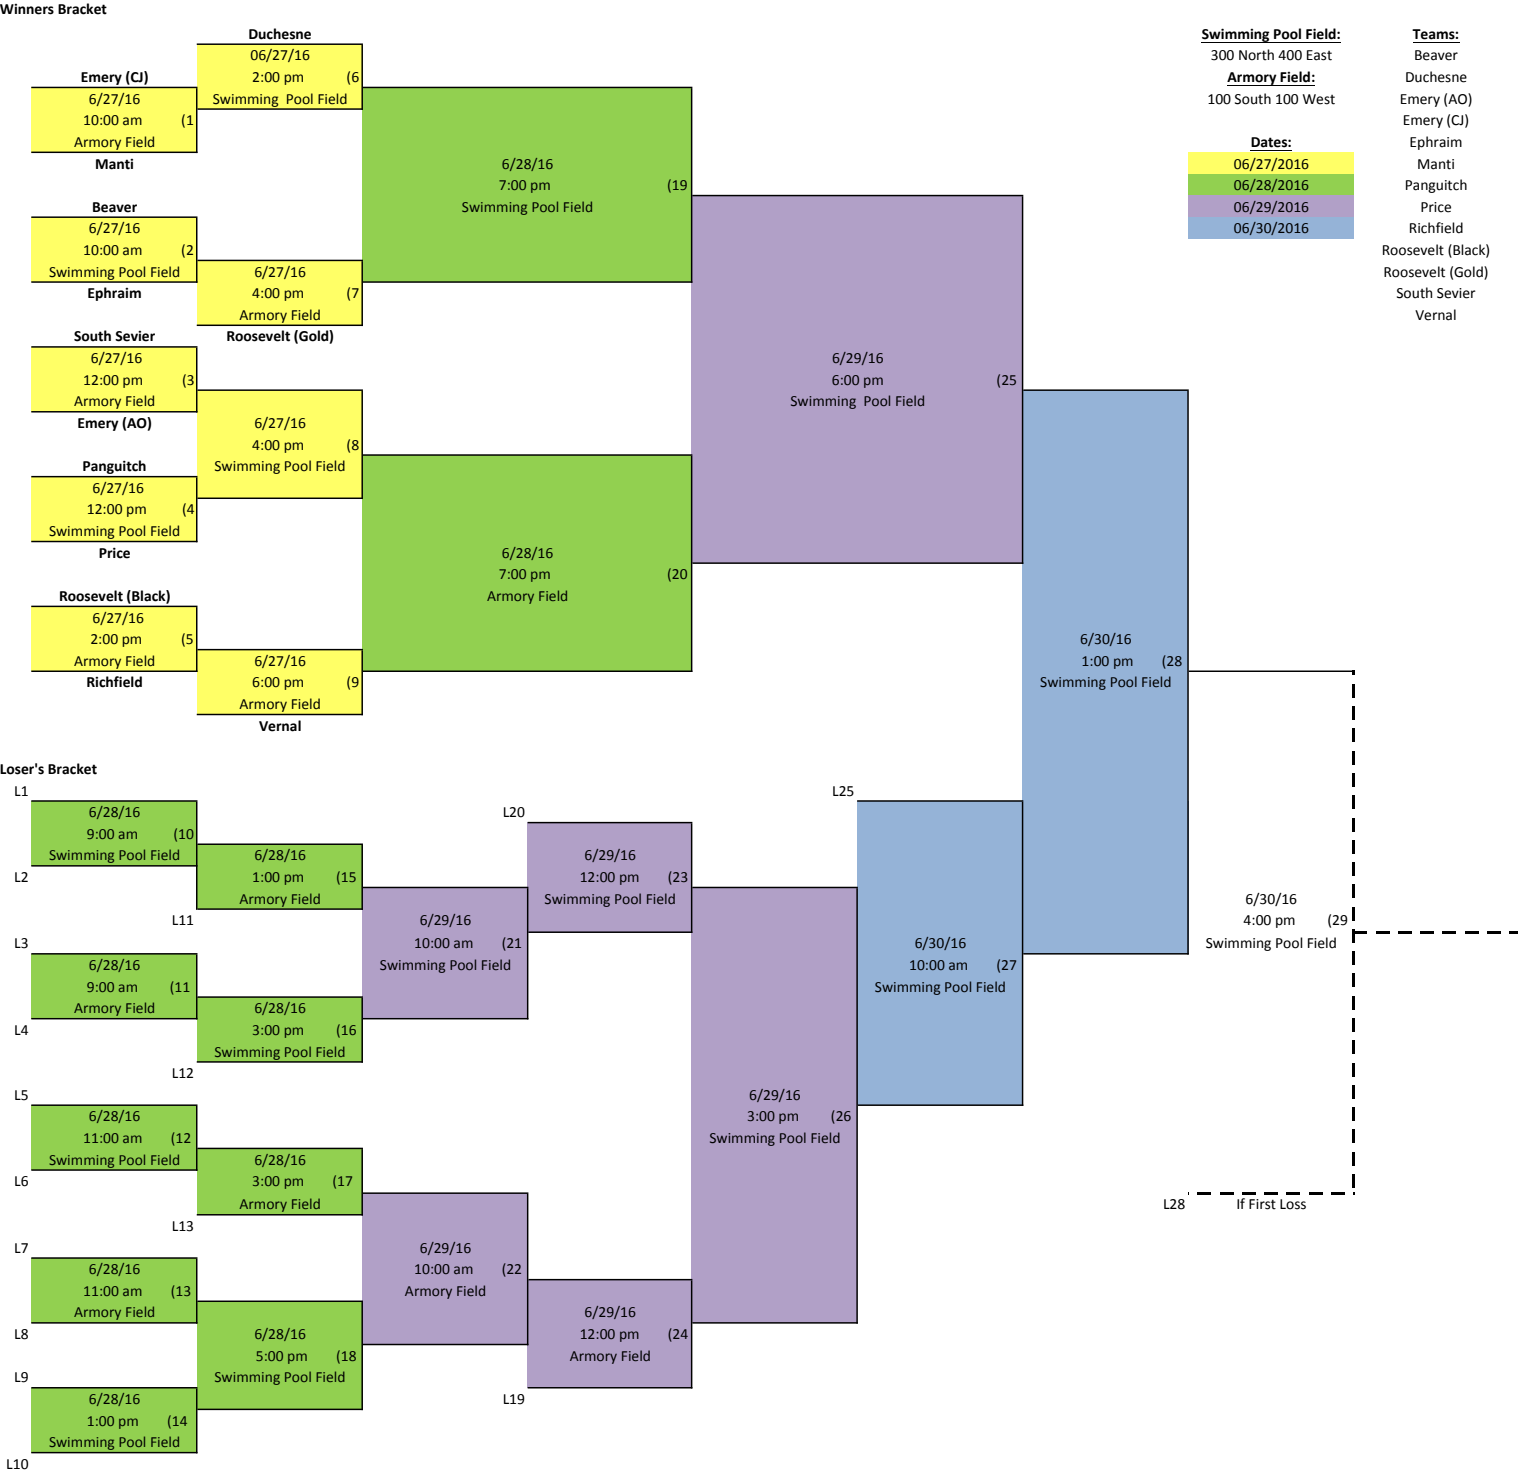 Winners Bracket
Duchesne
06/27/16
2:00 pm (6
Swimming  Pool Field
Emery (CJ)
6/27/16
10:00 am (1
Armory Field
Manti
6/28/16
7:00 pm (19
Swimming Pool Field
Beaver
6/27/16
10:00 am (2
Swimming Pool Field
Ephraim
6/27/16
4:00 pm (7
Armory Field
Roosevelt (Gold)
South Sevier
6/27/16
12:00 pm (3
Armory Field
Emery (AO)
6/29/16
6:00 pm (25
Swimming  Pool Field
6/27/16
4:00 pm (8
Swimming Pool Field
Panguitch
6/27/16
12:00 pm (4
Swimming Pool Field
Price
6/28/16
7:00 pm (20
Armory Field
Roosevelt (Black)
6/27/16
2:00 pm (5
Armory Field
Richfield
6/27/16
6:00 pm (9
Armory Field
Vernal
6/30/16
1:00 pm (28
Swimming Pool Field
Swimming Pool Field:
300 North 400 East
Armory Field:
100 South 100 West
Dates:
06/27/2016
06/28/2016
06/29/2016
06/30/2016
Teams:
Beaver
Duchesne
Emery (AO)
Emery (CJ)
Ephraim
Manti
Panguitch
Price
Richfield
Roosevelt (Black)
Roosevelt (Gold)
South Sevier
Vernal
Loser's Bracket
L1
6/28/16
9:00 am (10
Swimming Pool Field
L2
6/28/16
1:00 pm (15
Armory Field
L11
L3
6/28/16
9:00 am (11
Armory Field
L4
6/28/16
3:00 pm (16
Swimming Pool Field
L12
L5
6/28/16
11:00 am (12
Swimming Pool Field
L6
6/28/16
3:00 pm (17
Armory Field
L13
L7
6/28/16
11:00 am (13
Armory Field
L8
6/28/16
5:00 pm (18
Swimming Pool Field
L9
6/28/16
1:00 pm (14
Swimming Pool Field
L10
6/29/16
10:00 am (21
Swimming Pool Field
6/29/16
10:00 am (22
Armory Field
L20
6/29/16
12:00 pm (23
Swimming Pool Field
6/29/16
12:00 pm (24
Armory Field
L19
6/29/16
3:00 pm (26
Swimming Pool Field
L25
6/30/16
10:00 am (27
Swimming Pool Field
6/30/16
4:00 pm (29
Swimming Pool Field
L28 If First Loss